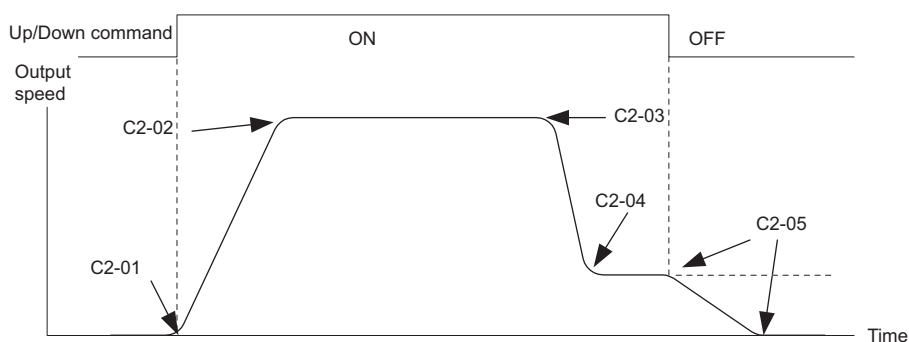 Up/Down command
ON
OFF
Output
speed
C2-02
C2-03
C2-04
C2-05
C2-01
Time